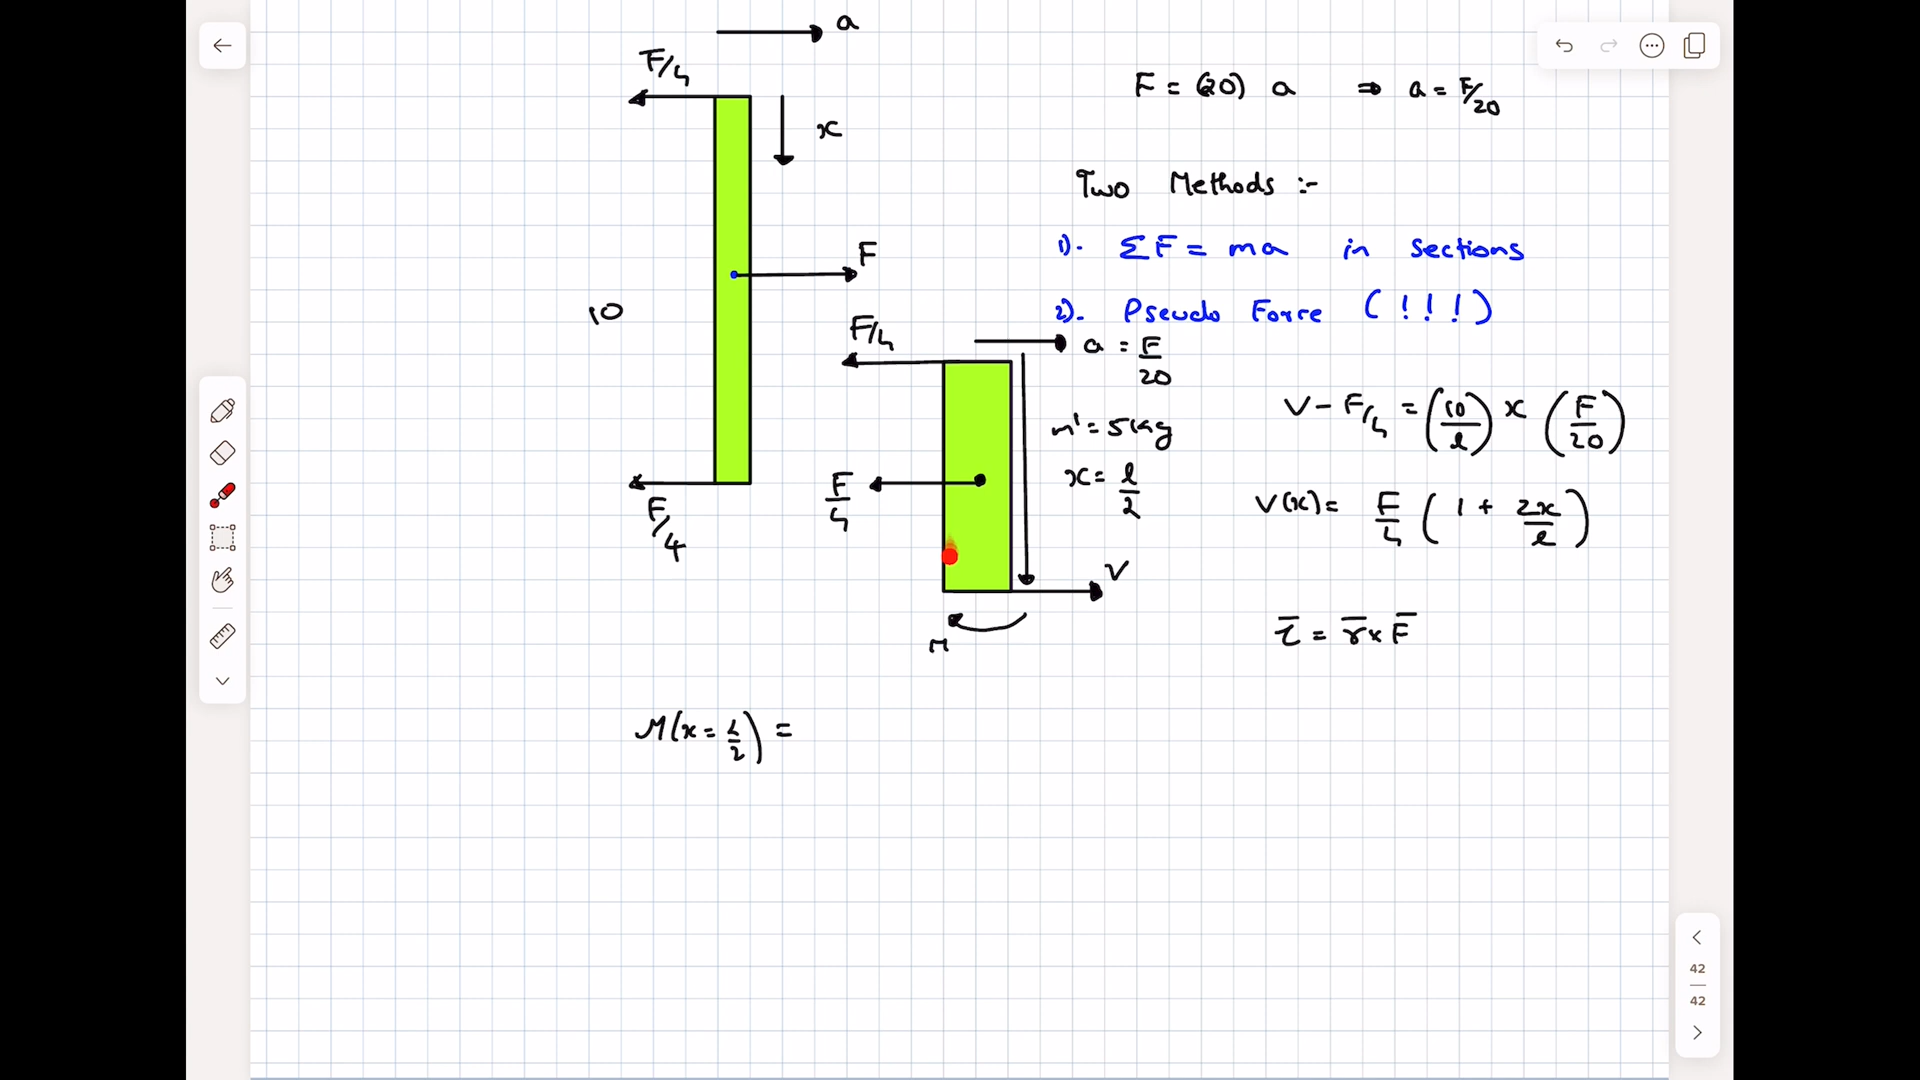 a
F/4
F = (20) a ⇒ a = F/20
x
Two Methods :-
F
1). ΣF = ma in sections
10
2). Pseudo Force (!!!)
F/4
a = F/20
V - F/4 = (10/l) x (F/20)
m' = 5kg
x = l/2
F/4
V(x) = F/4 (1 + 2x/l)
F/4
V
τ̄ = r̄ x F̄
M
M(x = L/2) =
42
42